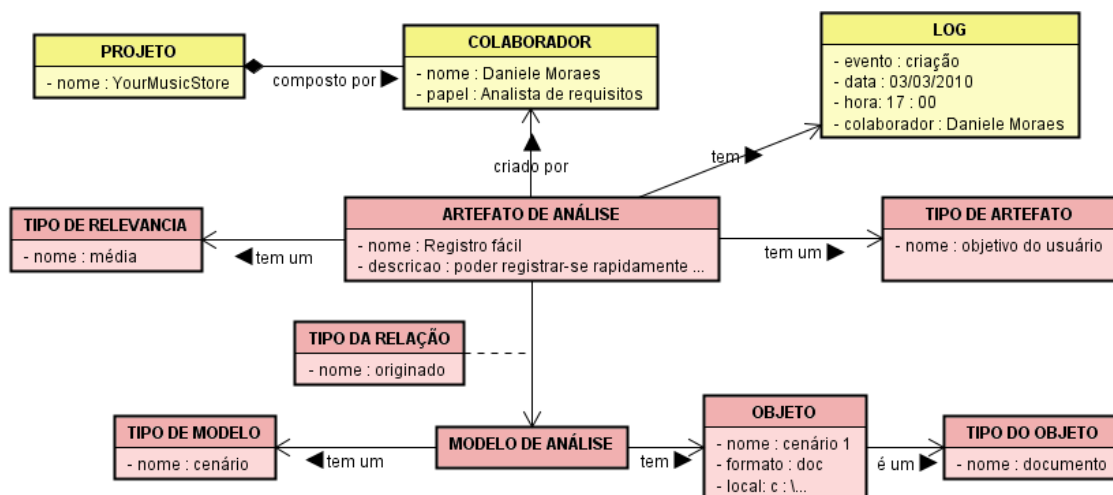 PROJETO
- nome : YourMusicStore
composto por
COLABORADOR
- nome : Daniele Moraes
- papel : Analista de requisitos
LOG
- evento : criação
- data : 03/03/2010
- hora: 17 : 00
- colaborador : Daniele Moraes
criado por
tem
TIPO DE RELEVANCIA
- nome : média
tem um
ARTEFATO DE ANÁLISE
- nome : Registro fácil
- descricao : poder registrar-se rapidamente ...
tem um
TIPO DE ARTEFATO
- nome : objetivo do usuário
TIPO DA RELAÇÃO
- nome : originado
TIPO DE MODELO
- nome : cenário
tem um
MODELO DE ANÁLISE
tem
OBJETO
- nome : cenário 1
- formato : doc
- local: c : \...
é um
TIPO DO OBJETO
- nome : documento